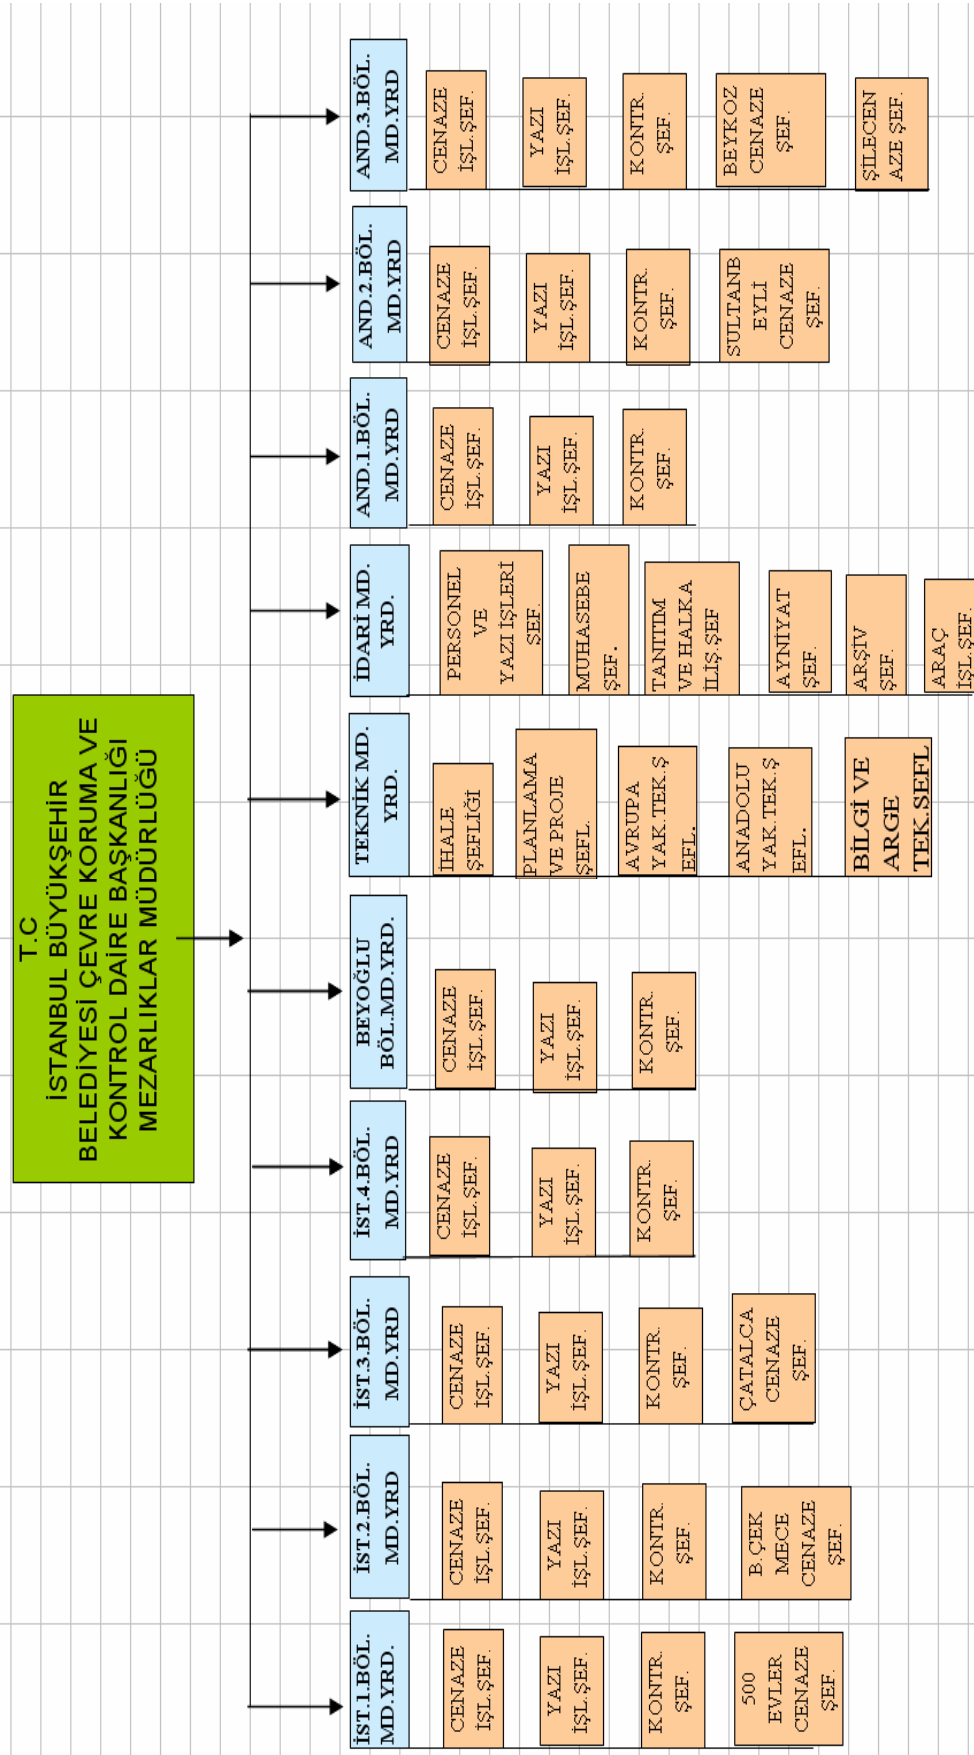 T.C
İSTANBUL BÜYÜKŞEHİR
BELEDİYESİ ÇEVRE KORUMA VE
KONTROL DAİRE BAŞKANLIĞI
MEZARLIKLAR MÜDÜRLÜĞÜ
İST.1.BÖL.
MD.YRD.
CENAZE
İŞL.ŞEF.
YAZI
İŞL.ŞEF.
KONTR.
ŞEF.
500
EVLER
CENAZE
ŞEF.
İST.2.BÖL.
MD.YRD
CENAZE
İŞL.ŞEF.
YAZI
İŞL.ŞEF.
KONTR.
ŞEF.
B.ÇEK
MECE
CENAZE
ŞEF.
İST.3.BÖL.
MD.YRD
CENAZE
İŞL.ŞEF.
YAZI
İŞL.ŞEF.
KONTR.
ŞEF.
ÇATALCA
CENAZE
ŞEF.
İST.4.BÖL.
MD.YRD
CENAZE
İŞL.ŞEF.
YAZI
İŞL.ŞEF.
KONTR.
ŞEF.
BEYOĞLU
BÖL.MD.YRD.
CENAZE
İŞL.ŞEF.
YAZI
İŞL.ŞEF.
KONTR.
ŞEF.
TEKNİK MD.
YRD.
İHALE
ŞEFLİĞİ
PLANLAMA
VE PROJE
ŞEFL.
AVRUPA
YAK.TEK.Ş
EFL.
ANADOLU
YAK.TEK.Ş
EFL.
BİLGİ VE
ARGE
TEK.ŞEFL
İDARİ MD.
YRD.
PERSONEL
VE
YAZI İŞLERİ
ŞEF.
MUHASEBE
ŞEF.
TANITIM
VE HALKA
İLİŞ.ŞEF
AYNİYAT
ŞEF.
ARŞİV
ŞEF.
ARAÇ
İŞL.ŞEF.
AND.1.BÖL.
MD.YRD
CENAZE
İŞL.ŞEF.
YAZI
İŞL.ŞEF.
KONTR.
ŞEF.
AND.2.BÖL.
MD.YRD
CENAZE
İŞL.ŞEF.
YAZI
İŞL.ŞEF.
KONTR.
ŞEF.
SULTANB
EYLİ
CENAZE
ŞEF.
AND.3.BÖL.
MD.YRD
CENAZE
İŞL.ŞEF.
YAZI
İŞL.ŞEF.
KONTR.
ŞEF.
BEYKOZ
CENAZE
ŞEF.
ŞİLECEN
AZE ŞEF.